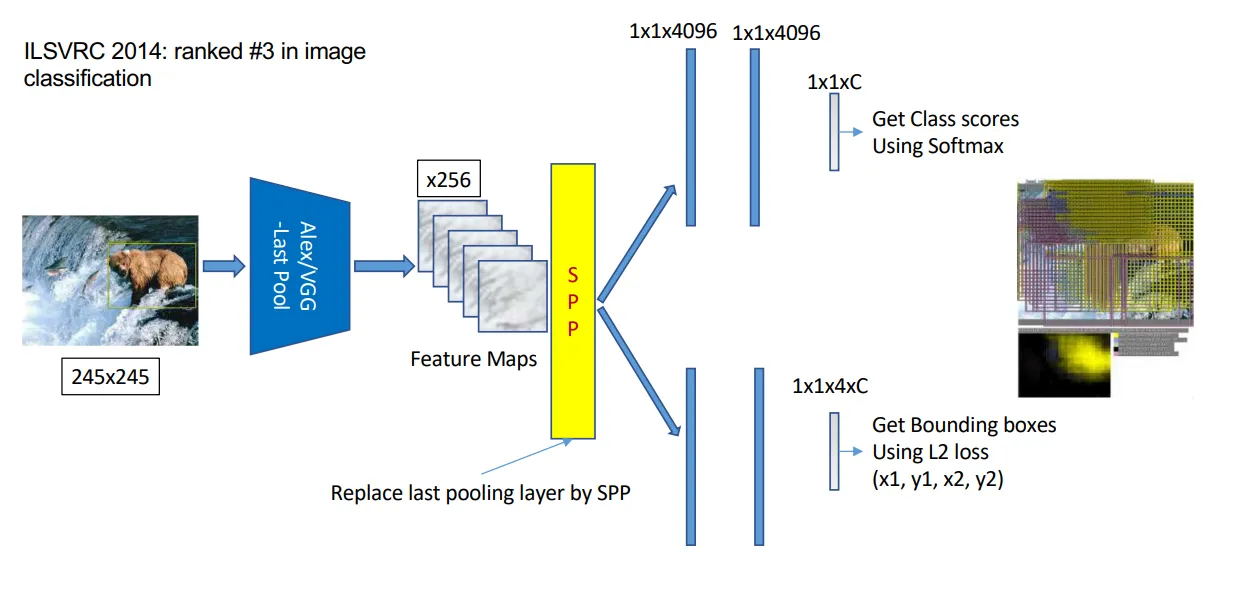 ILSVRC 2014: ranked #3 in image
classification
245x245
Alex/VGG
-Last Pool
x256
Feature Maps
S
P
P
Replace last pooling layer by SPP
1x1x4096
1x1x4096
1x1xC
Get Class scores
Using Softmax
1x1x4xC
Get Bounding boxes
Using L2 loss
(x1, y1, x2, y2)